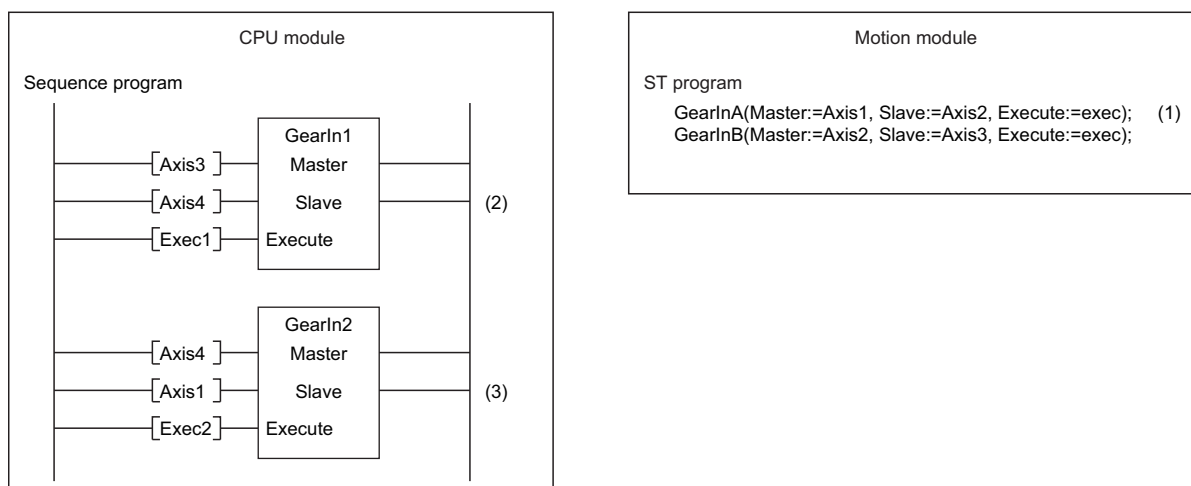 CPU module
Sequence program
GearIn1
Axis3 Master
Axis4 Slave (2)
Exec1 Execute
GearIn2
Axis4 Master
Axis1 Slave (3)
Exec2 Execute
Motion module
ST program
GearInA(Master:=Axis1, Slave:=Axis2, Execute:=exec); (1)
GearInB(Master:=Axis2, Slave:=Axis3, Execute:=exec);